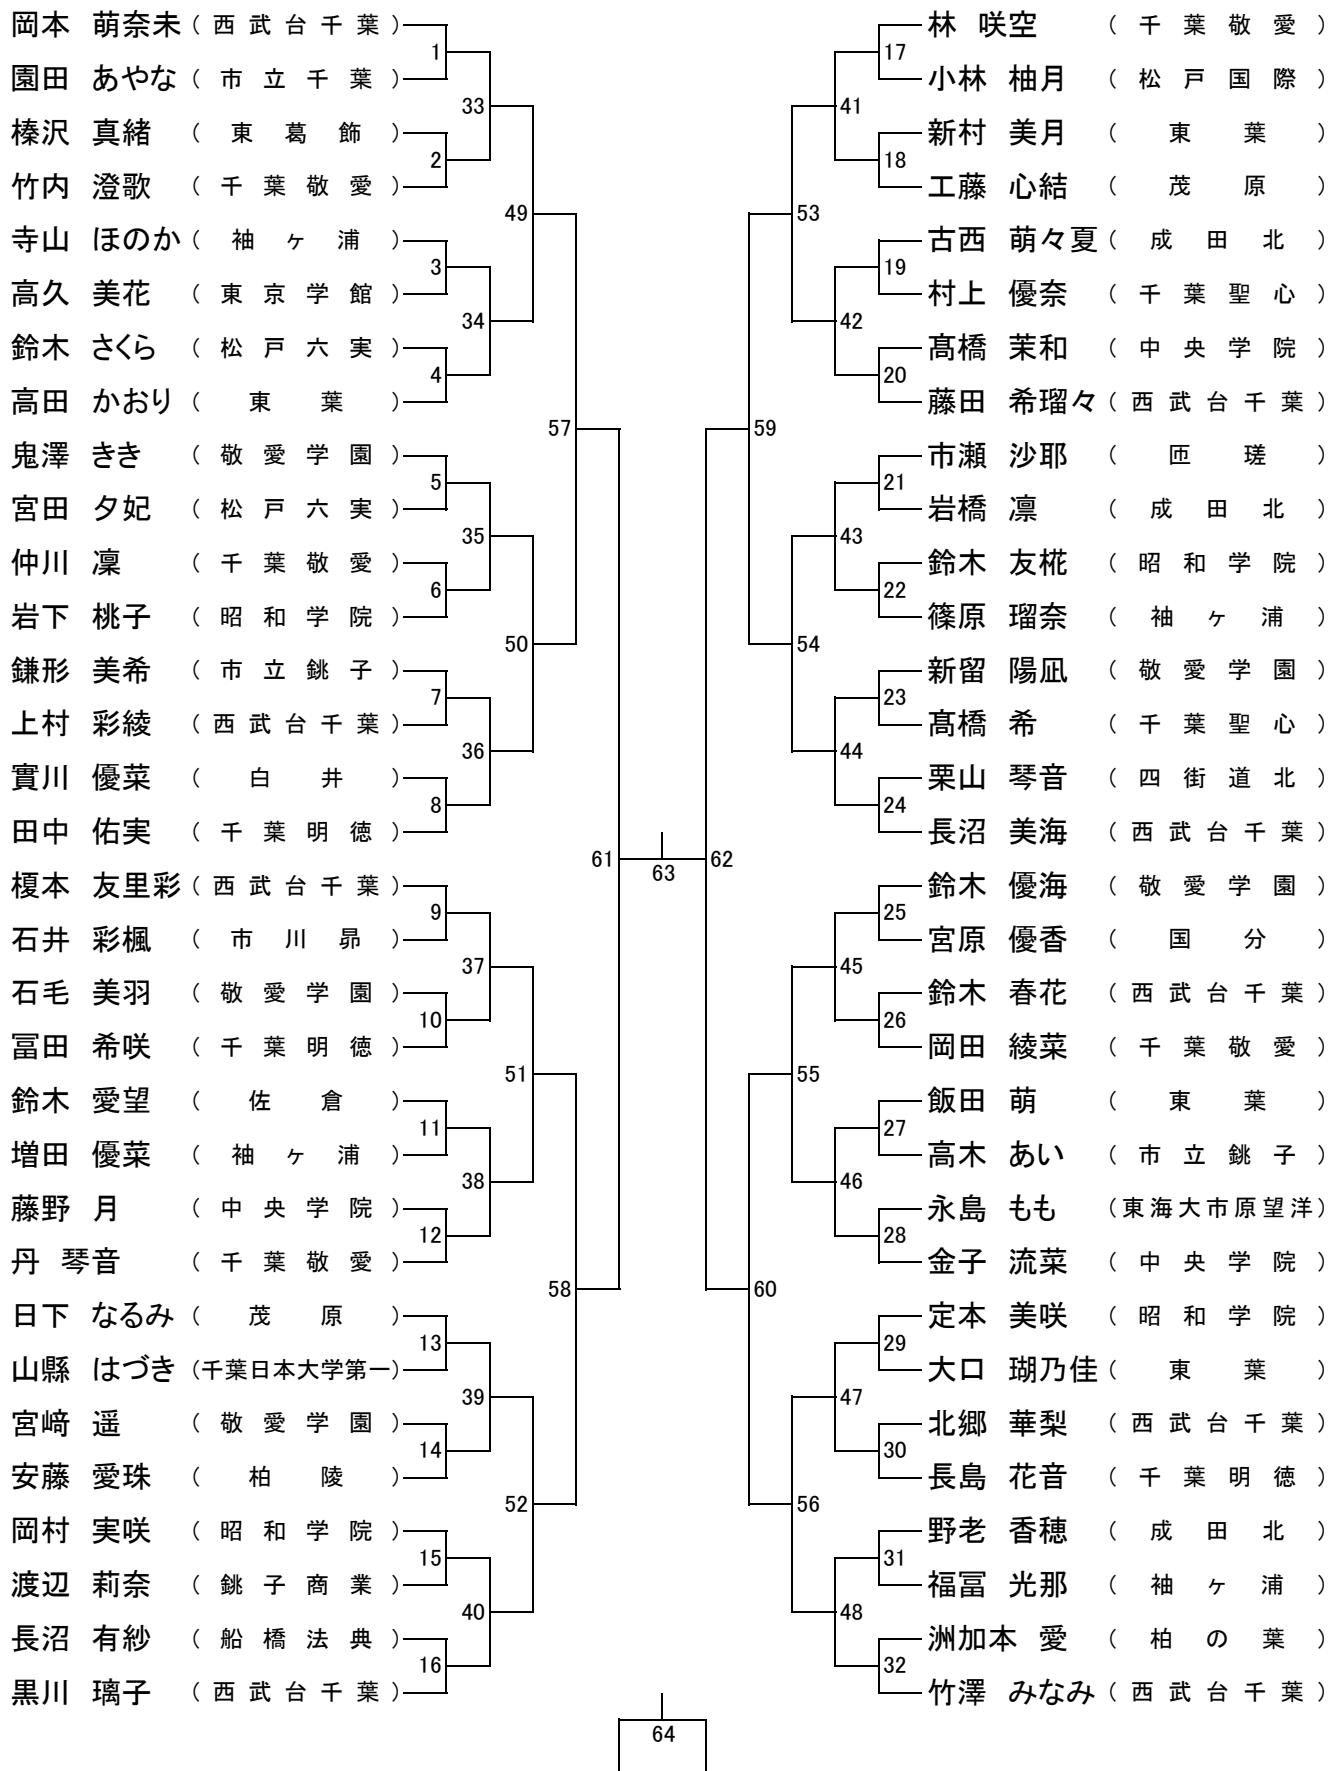 岡本 萌奈未 ( 西武台千葉 )
1
園田 あやな ( 市立千葉 )
33
榛沢 真緒 ( 東葛飾 )
2
竹内 澄歌 ( 千葉敬愛 )
49
寺山 ほのか ( 袖ヶ浦 )
3
高久 美花 ( 東京学館 )
34
鈴木 さくら ( 松戸六実 )
4
高田 かおり ( 東葉 )
57
鬼澤 きき ( 敬愛学園 )
5
宮田 夕妃 ( 松戸六実 )
35
仲川 凜 ( 千葉敬愛 )
6
岩下 桃子 ( 昭和学院 )
50
鎌形 美希 ( 市立銚子 )
7
上村 彩綾 ( 西武台千葉 )
36
實川 優菜 ( 白井 )
8
田中 佑実 ( 千葉明徳 )
61
63
榎本 友里彩 ( 西武台千葉 )
9
石井 彩楓 ( 市川昴 )
37
石毛 美羽 ( 敬愛学園 )
10
冨田 希咲 ( 千葉明徳 )
51
鈴木 愛望 ( 佐倉 )
11
増田 優菜 ( 袖ヶ浦 )
38
藤野 月 ( 中央学院 )
12
丹 琴音 ( 千葉敬愛 )
58
日下 なるみ ( 茂原 )
13
山縣 はづき (千葉日本大学第一)
39
宮﨑 遥 ( 敬愛学園 )
14
安藤 愛珠 ( 柏陵 )
52
岡村 実咲 ( 昭和学院 )
15
渡辺 莉奈 ( 銚子商業 )
40
長沼 有紗 ( 船橋法典 )
16
黒川 璃子 ( 西武台千葉 )
林 咲空 ( 千葉敬愛 )
17
小林 柚月 ( 松戸国際 )
41
新村 美月 ( 東葉 )
18
工藤 心結 ( 茂原 )
53
古西 萌々夏 ( 成田北 )
19
村上 優奈 ( 千葉聖心 )
42
髙橋 茉和 ( 中央学院 )
20
藤田 希瑠々 ( 西武台千葉 )
59
市瀬 沙耶 ( 匝瑳 )
21
岩橋 凛 ( 成田北 )
43
鈴木 友椛 ( 昭和学院 )
22
篠原 瑠奈 ( 袖ヶ浦 )
54
新留 陽凪 ( 敬愛学園 )
23
髙橋 希 ( 千葉聖心 )
44
栗山 琴音 ( 四街道北 )
24
長沼 美海 ( 西武台千葉 )
62
鈴木 優海 ( 敬愛学園 )
25
宮原 優香 ( 国分 )
45
鈴木 春花 ( 西武台千葉 )
26
岡田 綾菜 ( 千葉敬愛 )
55
飯田 萌 ( 東葉 )
27
高木 あい ( 市立銚子 )
46
永島 もも (東海大市原望洋)
28
金子 流菜 ( 中央学院 )
60
定本 美咲 ( 昭和学院 )
29
大口 瑚乃佳 ( 東葉 )
47
北郷 華梨 ( 西武台千葉 )
30
長島 花音 ( 千葉明徳 )
56
野老 香穂 ( 成田北 )
31
福冨 光那 ( 袖ヶ浦 )
48
洲加本 愛 ( 柏の葉 )
32
竹澤 みなみ ( 西武台千葉 )
64